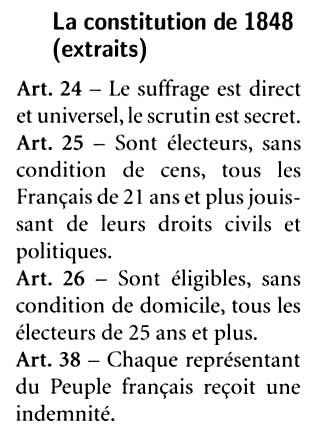 La constitution de 1848
(extraits)
Art. 24 – Le suffrage est direct
et universel, le scrutin est secret.
Art. 25 – Sont électeurs, sans
condition de cens, tous les
Français de 21 ans et plus jouis-
sant de leurs droits civils et
politiques.
Art. 26 – Sont éligibles, sans
condition de domicile, tous les
électeurs de 25 ans et plus.
Art. 38 – Chaque représentant
du Peuple français reçoit une
indemnité.